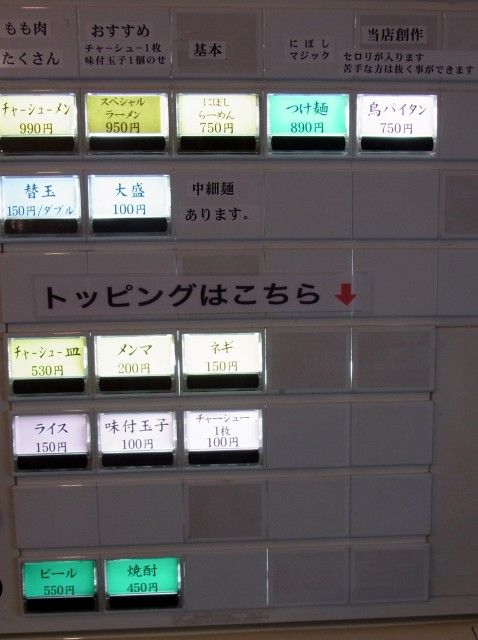 もも肉
たくさん
おすすめ
チャーシュー1枚
味付玉子1個のせ
基本
にぼし
マジック
当店創作
セロリが入ります
苦手な方は抜く事ができます
チャーシューメン
990円
スペシャル
ラーメン
950円
にぼし
らーめん
750円
つけ麺
890円
鳥パイタン
750円
替玉
150円/ダブル
大盛
100円
中細麺
あります。
トッピングはこちら
チャーシュー皿
530円
メンマ
200円
ネギ
150円
ライス
150円
味付玉子
100円
チャーシュー
1枚
100円
ビール
550円
焼酎
450円